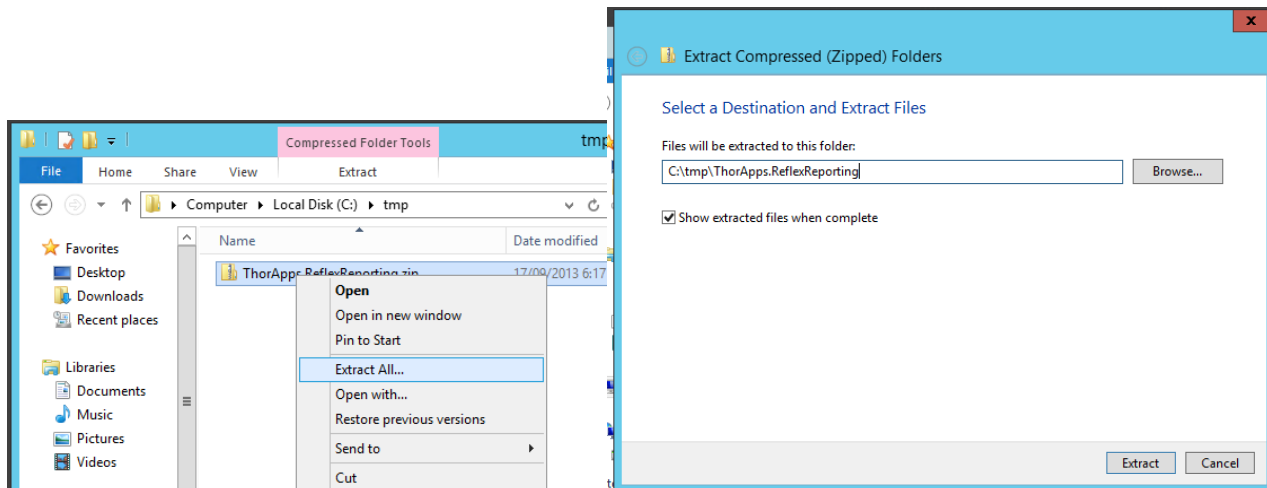 Compressed Folder Tools
tmp
File
Home
Share
View
Extract
Computer
Local Disk (C:)
tmp
Favorites
Desktop
Downloads
Recent places
Libraries
Documents
Music
Pictures
Videos
Name
Date modified
ThorApps.ReflexReporting.zip
17/09/2013 6:17
Open
Open in new window
Pin to Start
Extract All...
Open with...
Restore previous versions
Send to
Cut
x
Extract Compressed (Zipped) Folders
Select a Destination and Extract Files
Files will be extracted to this folder:
C:\tmp\ThorApps.ReflexReporting
Browse...
Show extracted files when complete
Extract
Cancel